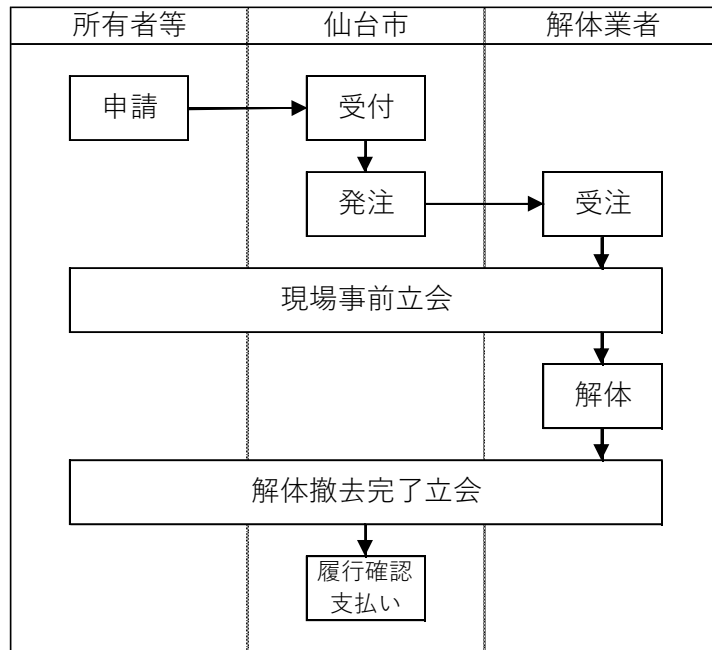 所有者等
仙台市
解体業者
申請
受付
発注
受注
現場事前立会
解体
解体撤去完了立会
履行確認
支払い